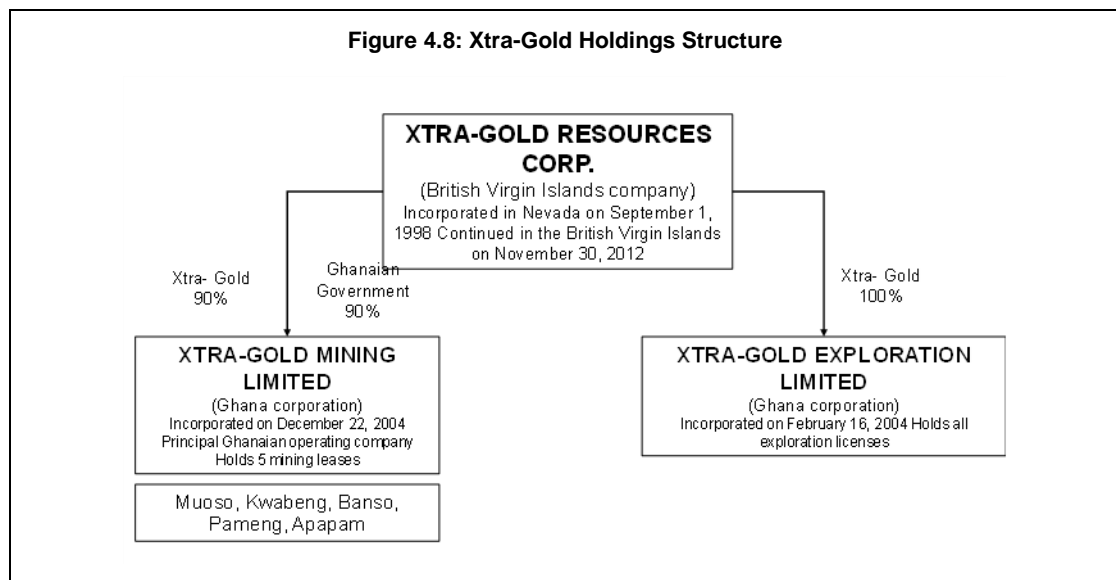 Figure 4.8: Xtra-Gold Holdings Structure
XTRA-GOLD RESOURCES
CORP.
(British Virgin Islands company)
Incorporated in Nevada on September 1,
1998 Continued in the British Virgin Islands
on November 30, 2012
Xtra- Gold
90%
Ghanaian
Government
90%
Xtra- Gold
100%
XTRA-GOLD MINING
LIMITED
(Ghana corporation)
Incorporated on December 22, 2004
Principal Ghanaian operating company
Holds 5 mining leases
XTRA-GOLD EXPLORATION
LIMITED
(Ghana corporation)
Incorporated on February 16, 2004 Holds all
exploration licenses
Muoso, Kwabeng, Banso,
Pameng, Apapam